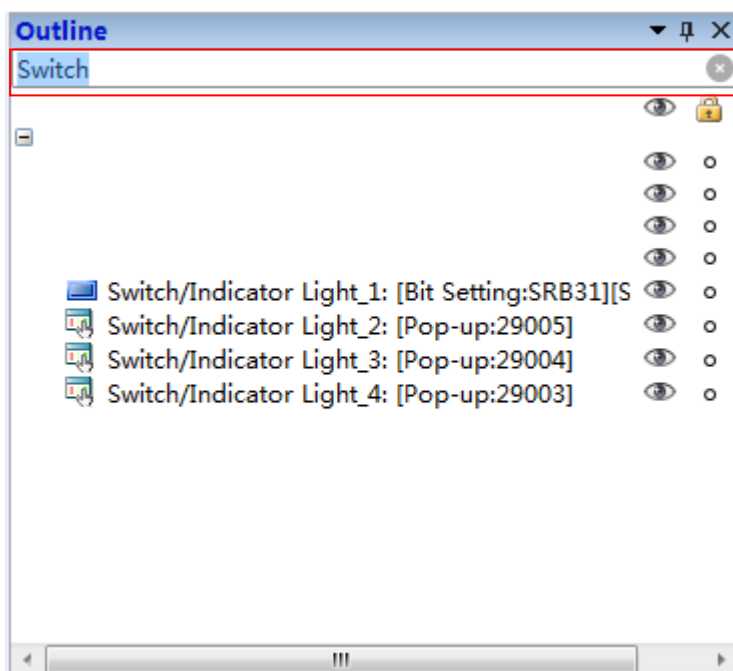 Outline
Switch
Switch/Indicator Light_1: [Bit Setting:SRB31][S
Switch/Indicator Light_2: [Pop-up:29005]
Switch/Indicator Light_3: [Pop-up:29004]
Switch/Indicator Light_4: [Pop-up:29003]